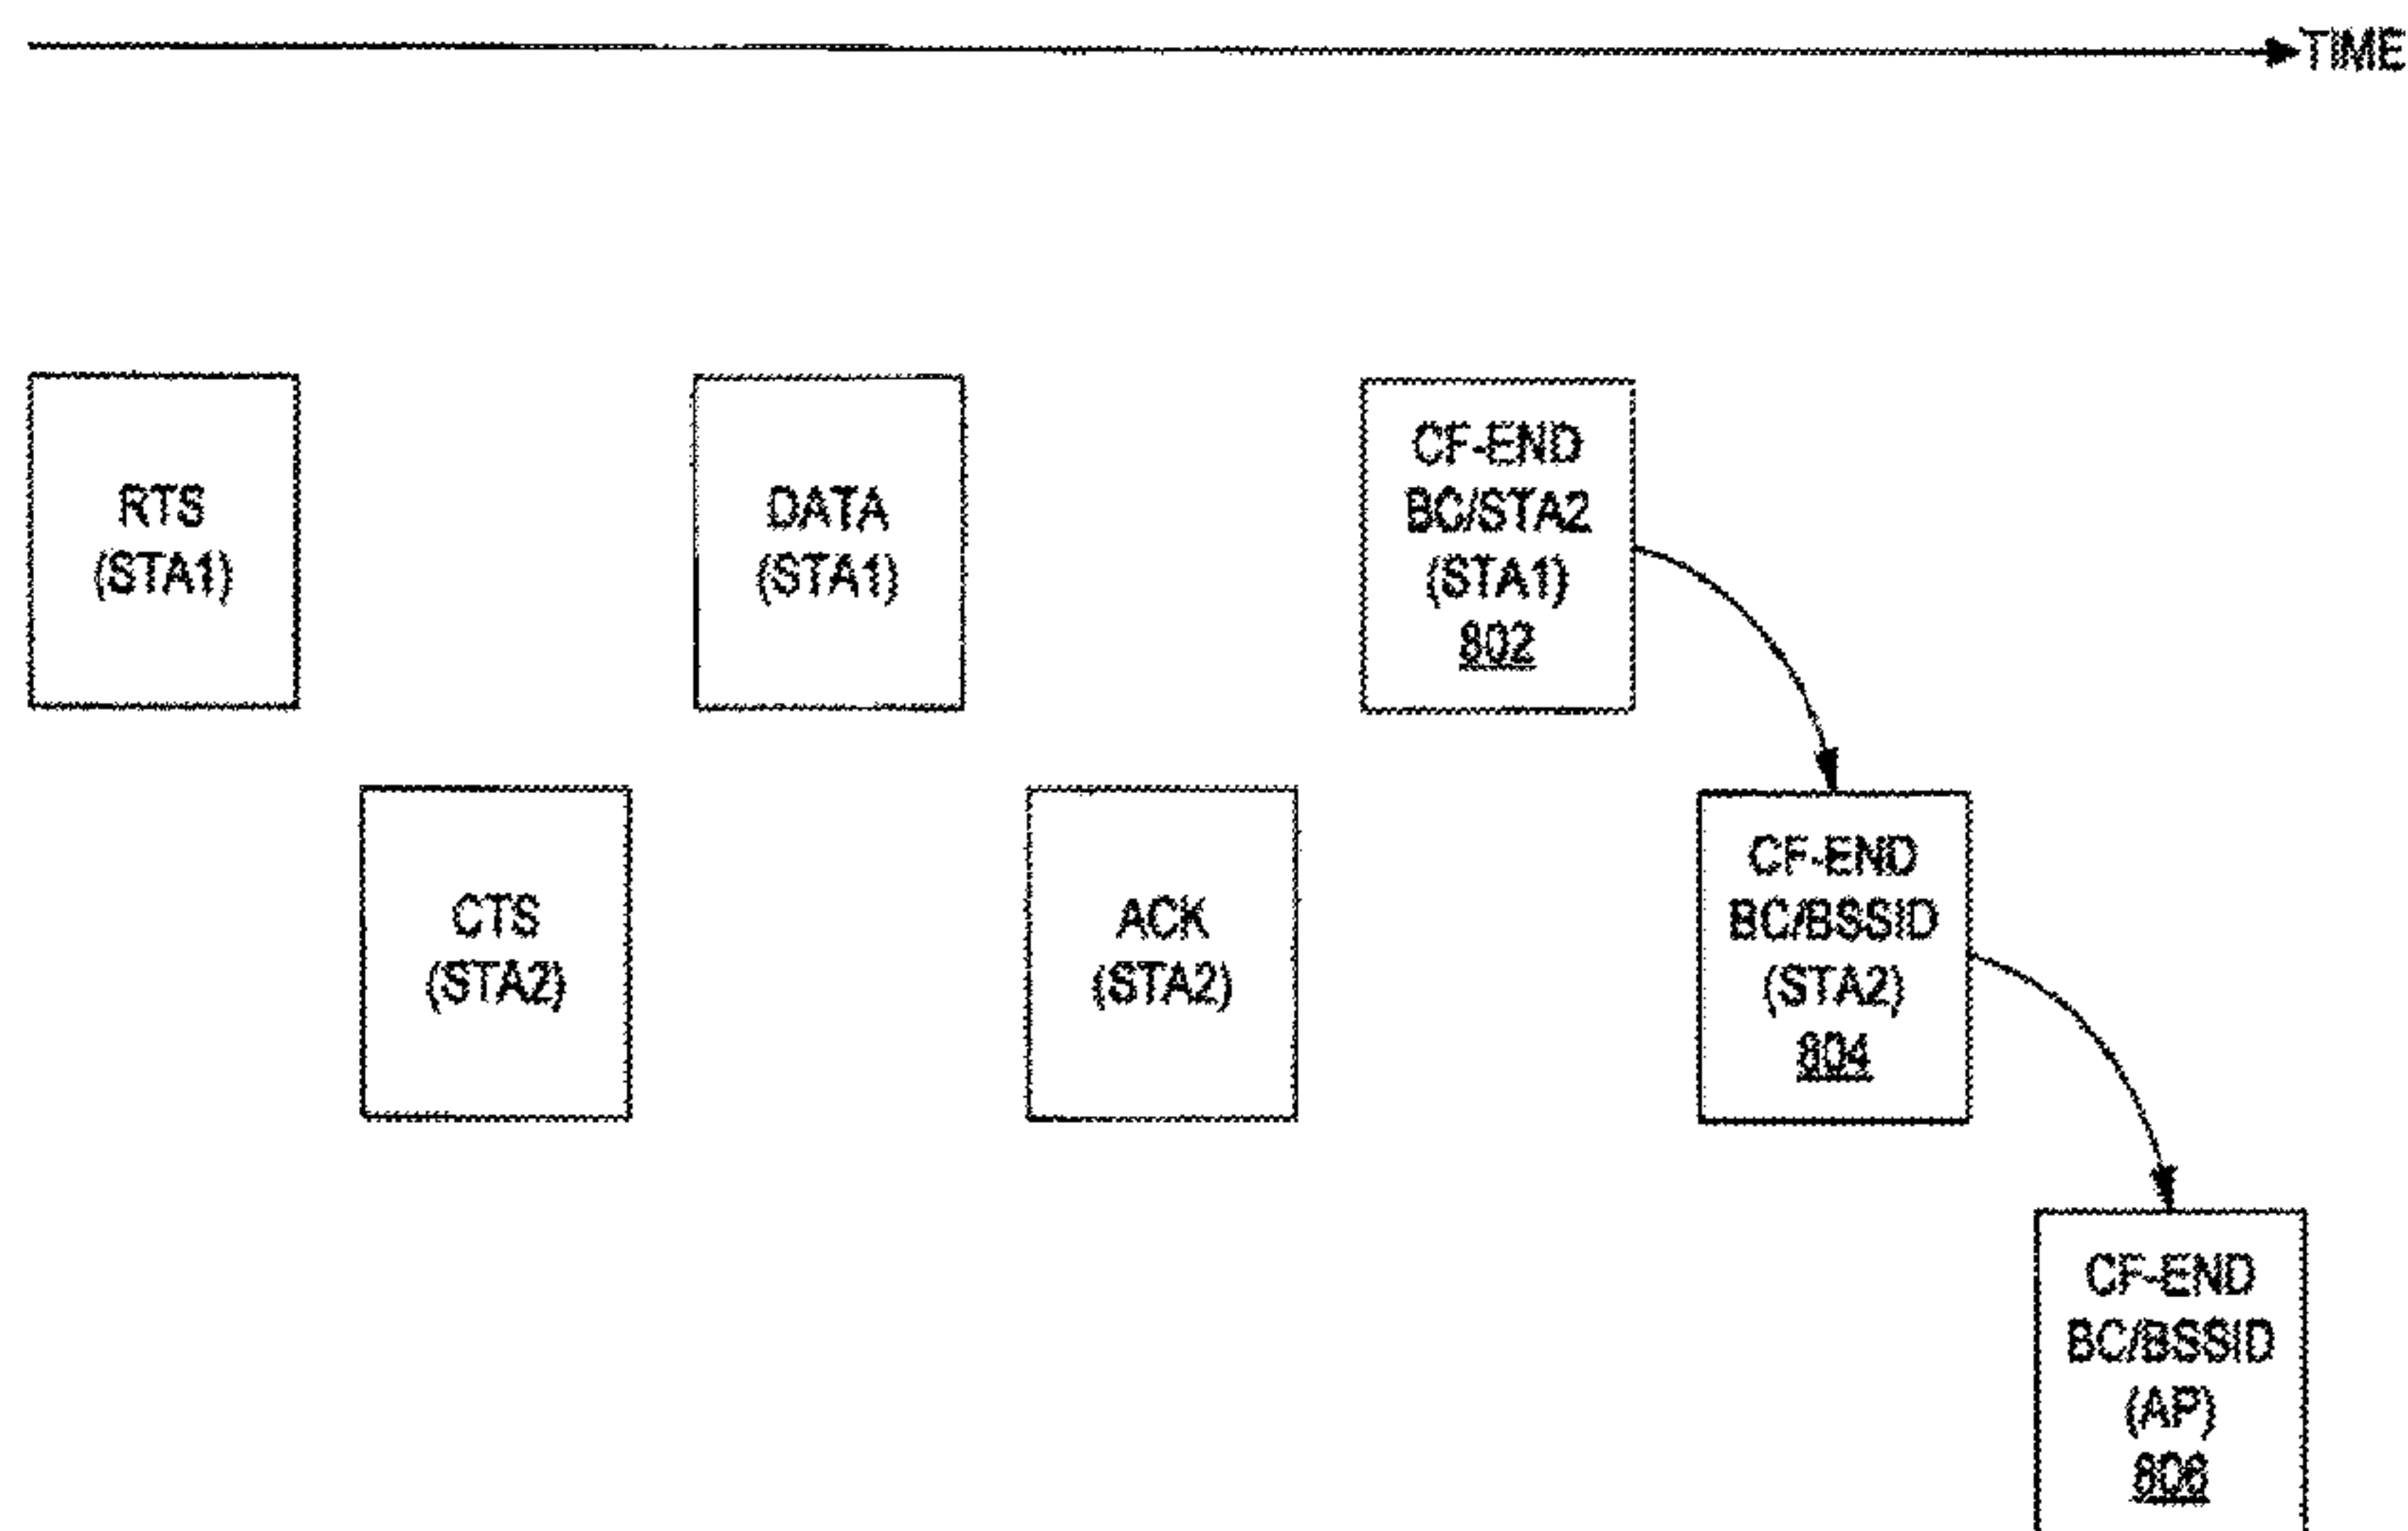 TIME
RTS
(STA1)
DATA
(STA1)
CF-END
BC/STA2
(STA1)
802
CTS
(STA2)
ACK
(STA2)
CF-END
BC/BSSID
(STA2)
804
CF-END
BC/BSSID
(AP)
806